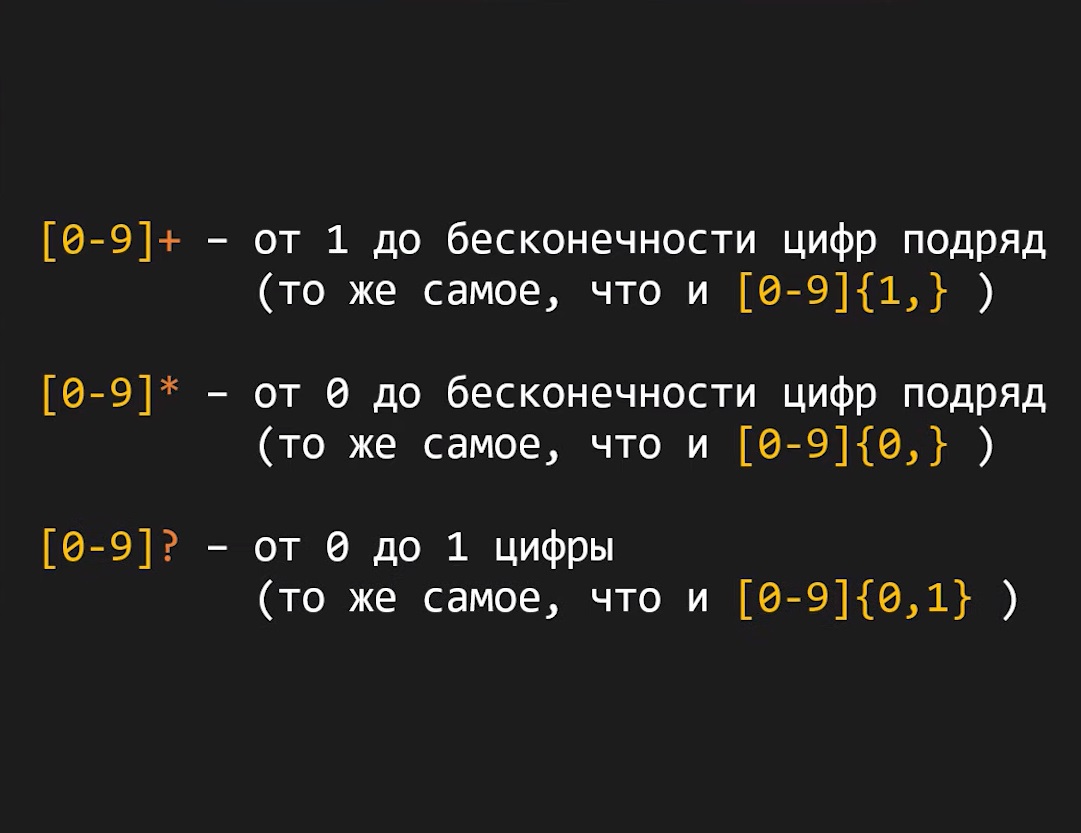 [0-9]+ – от 1 до бесконечности цифр подряд
(то же самое, что и [0-9]{1,} )
[0-9]* – от 0 до бесконечности цифр подряд
(то же самое, что и [0-9]{0,} )
[0-9]? – от 0 до 1 цифры
(то же самое, что и [0-9]{0,1} )